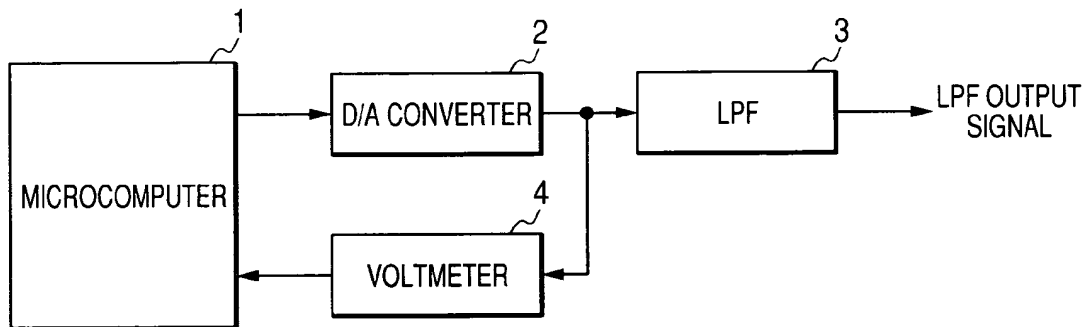 1
MICROCOMPUTER
2
D/A CONVERTER
3
LPF
LPF OUTPUT
SIGNAL
4
VOLTMETER